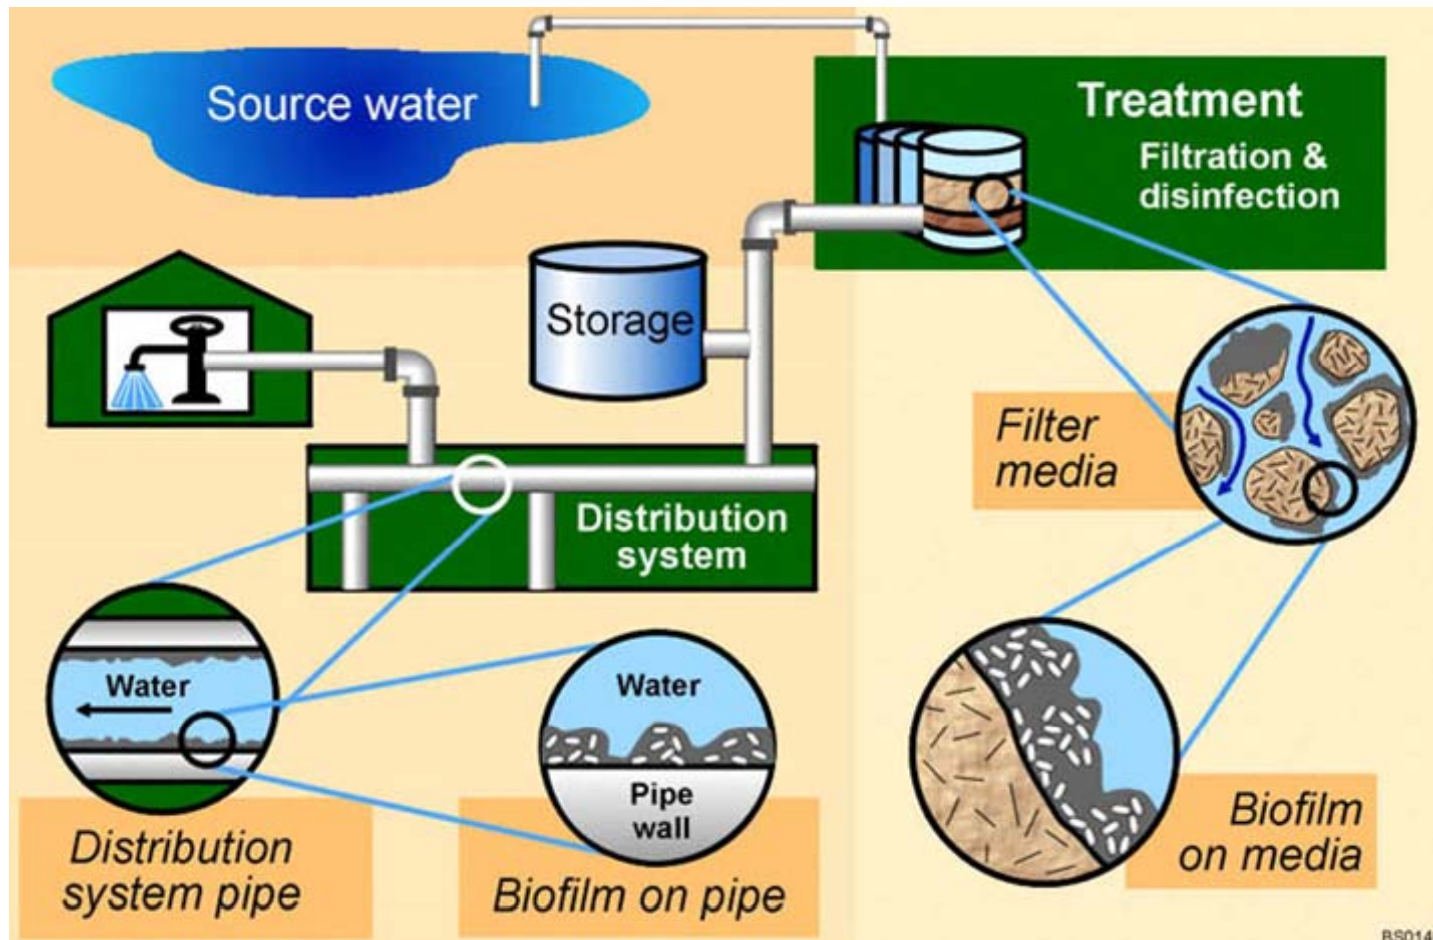 Source water
Treatment
Filtration &
disinfection
Storage
Filter
media
Distribution
system
Water
Water
Pipe
wall
Distribution
system pipe
Biofilm on pipe
Biofilm
on media
BS014